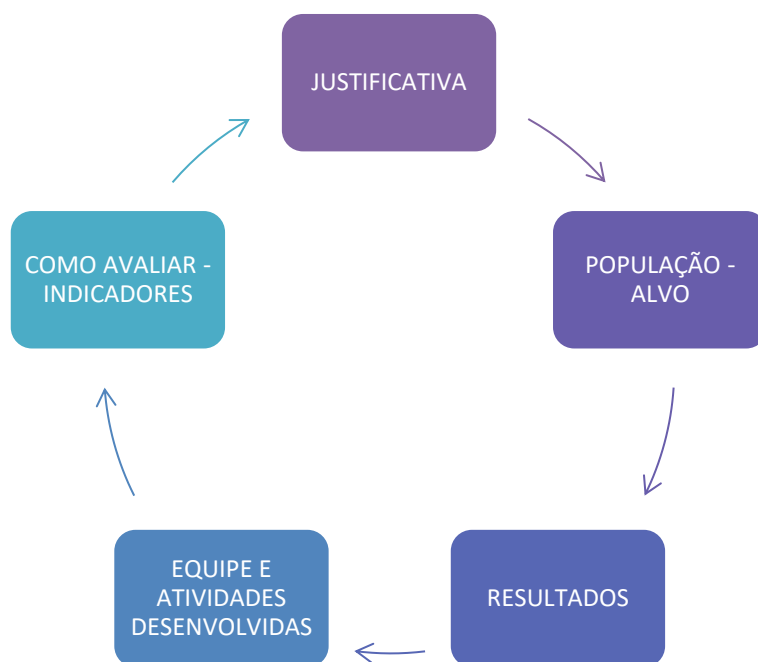 JUSTIFICATIVA
POPULAÇÃO -
ALVO
RESULTADOS
EQUIPE E
ATIVIDADES
DESENVOLVIDAS
COMO AVALIAR -
INDICADORES